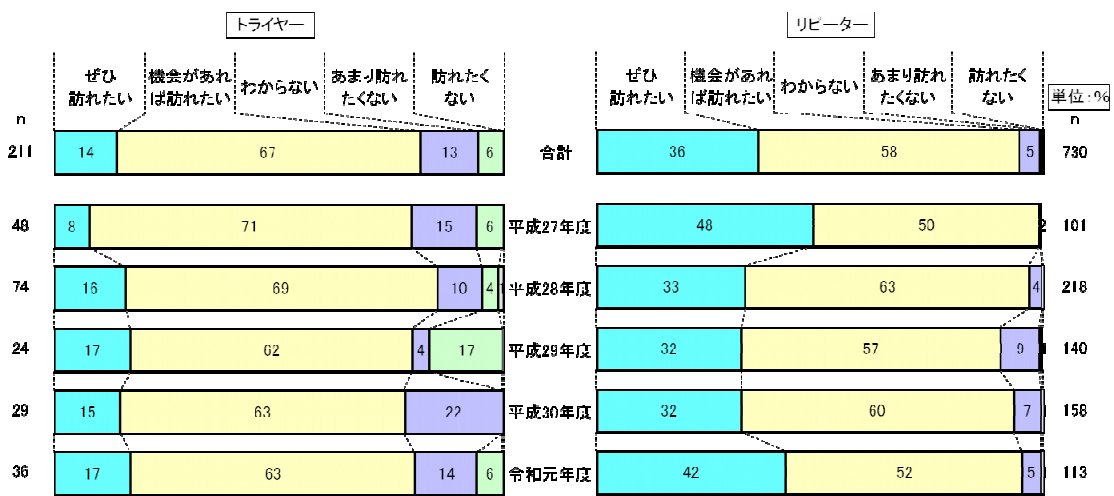 トライヤー
リピーター
ぜひ 機会があれ わからない あまり訪れ 訪れたく
訪れたい ば訪れたい たくない ない
ぜひ 機会があれ わからない あまり訪れ 訪れたく
訪れたい ば訪れたい たくない ない
単位:%
n
n
211 14 67 13 6 合計 36 58 5 730
48 8 71 15 6 平成27年度 48 50 2 101
74 16 69 10 4 1 平成28年度 33 63 4 218
24 17 62 4 17 平成29年度 32 57 9 140
29 15 63 22 平成30年度 32 60 7 158
36 17 63 14 6 令和元年度 42 52 5 113